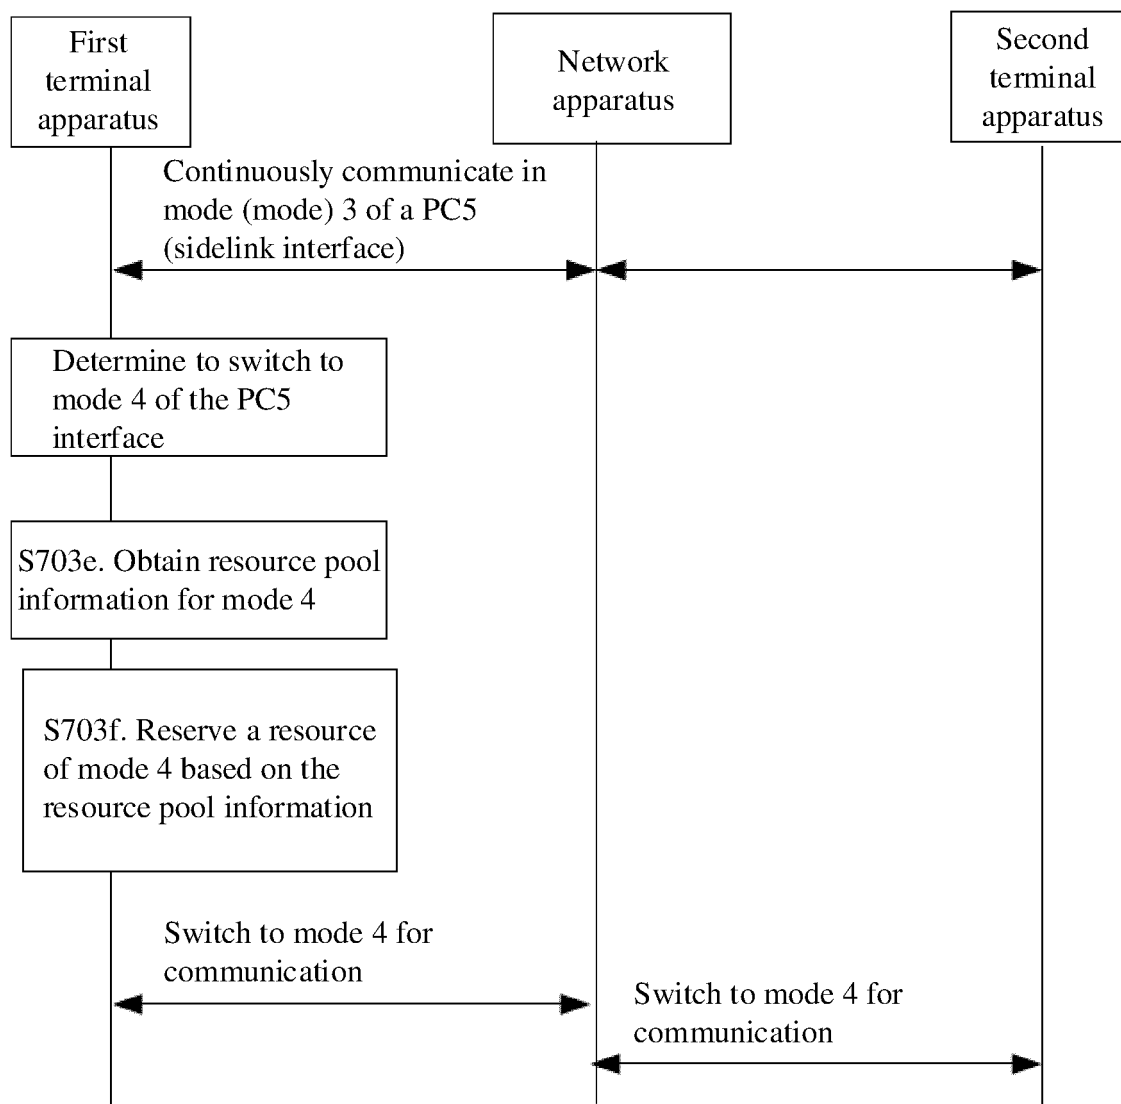 First
terminal
apparatus
Network
apparatus
Second
terminal
apparatus
Continuously communicate in
mode (mode) 3 of a PC5
(sidelink interface)
Determine to switch to
mode 4 of the PC5
interface
S703e. Obtain resource pool
information for mode 4
S703f. Reserve a resource
of mode 4 based on the
resource pool information
Switch to mode 4 for
communication
Switch to mode 4 for
communication